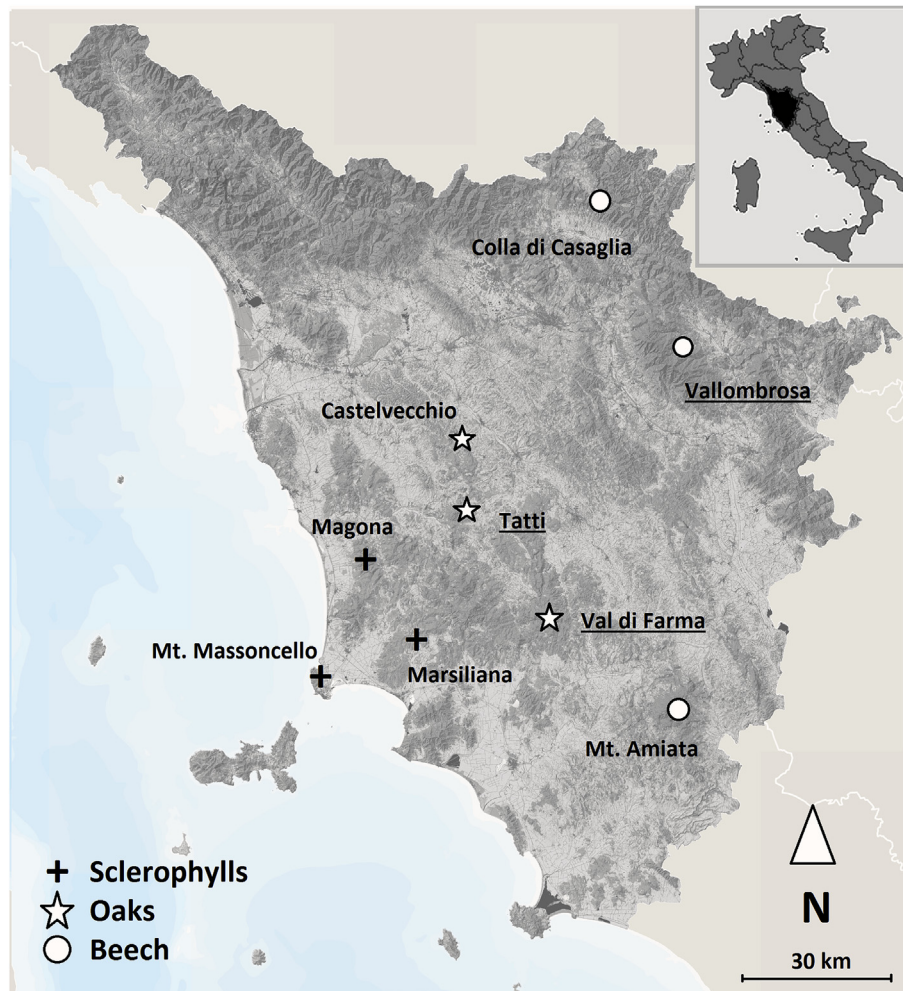 Colla di Casaglia
Vallombrosa
Castelvecchio
Tatti
Magona
Val di Farma
Mt. Massoncello
Marsiliana
Mt. Amiata
Sclerophylls
Oaks
Beech
N
30 km